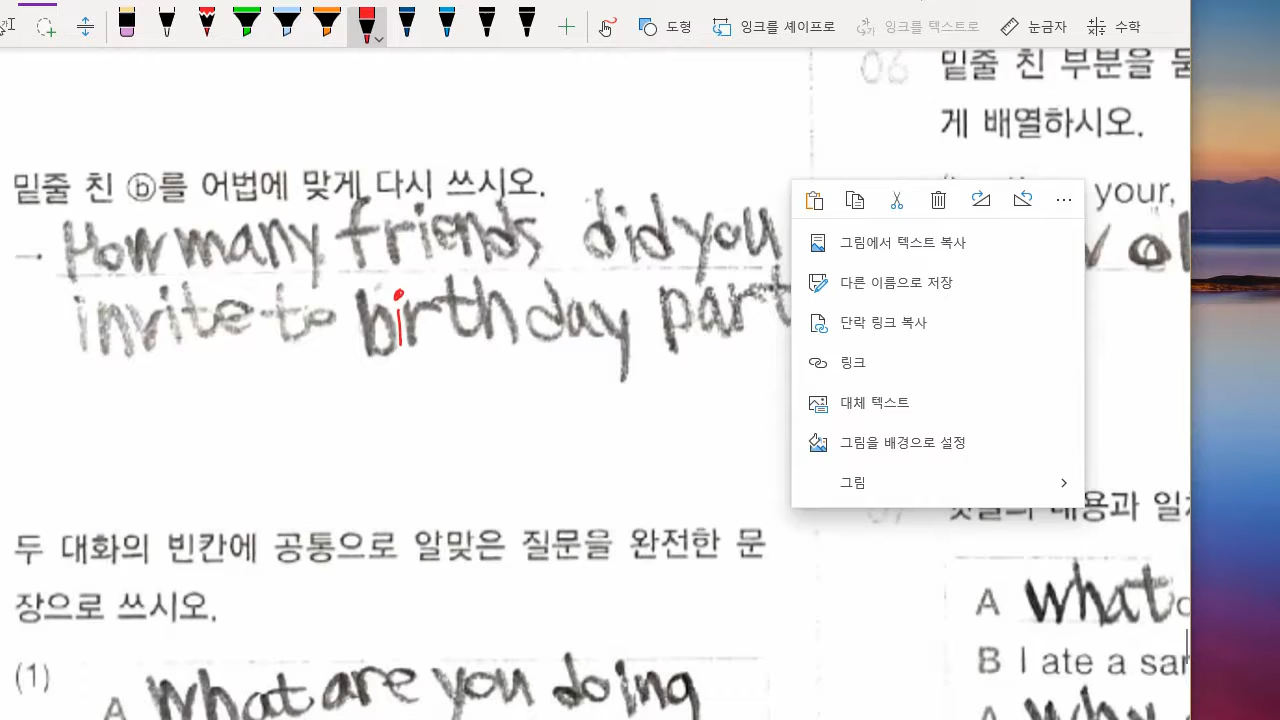 도형
잉크를 셰이프로
잉크를 텍스트로
눈금자
수학
밑줄 친 ⓑ를 어법에 맞게 다시 쓰시오.
→ How many friends did you
invite to birthday part
두 대화의 빈칸에 공통으로 알맞은 질문을 완전한 문
장으로 쓰시오.
(1)
A What are you doing
06 밑줄 친 부분을
게 배열하시오.
your,
그림에서 텍스트 복사
다른 이름으로 저장
단락 링크 복사
링크
대체 텍스트
그림을 배경으로 설정
그림
07
내용과
A What
B I ate a
A Why